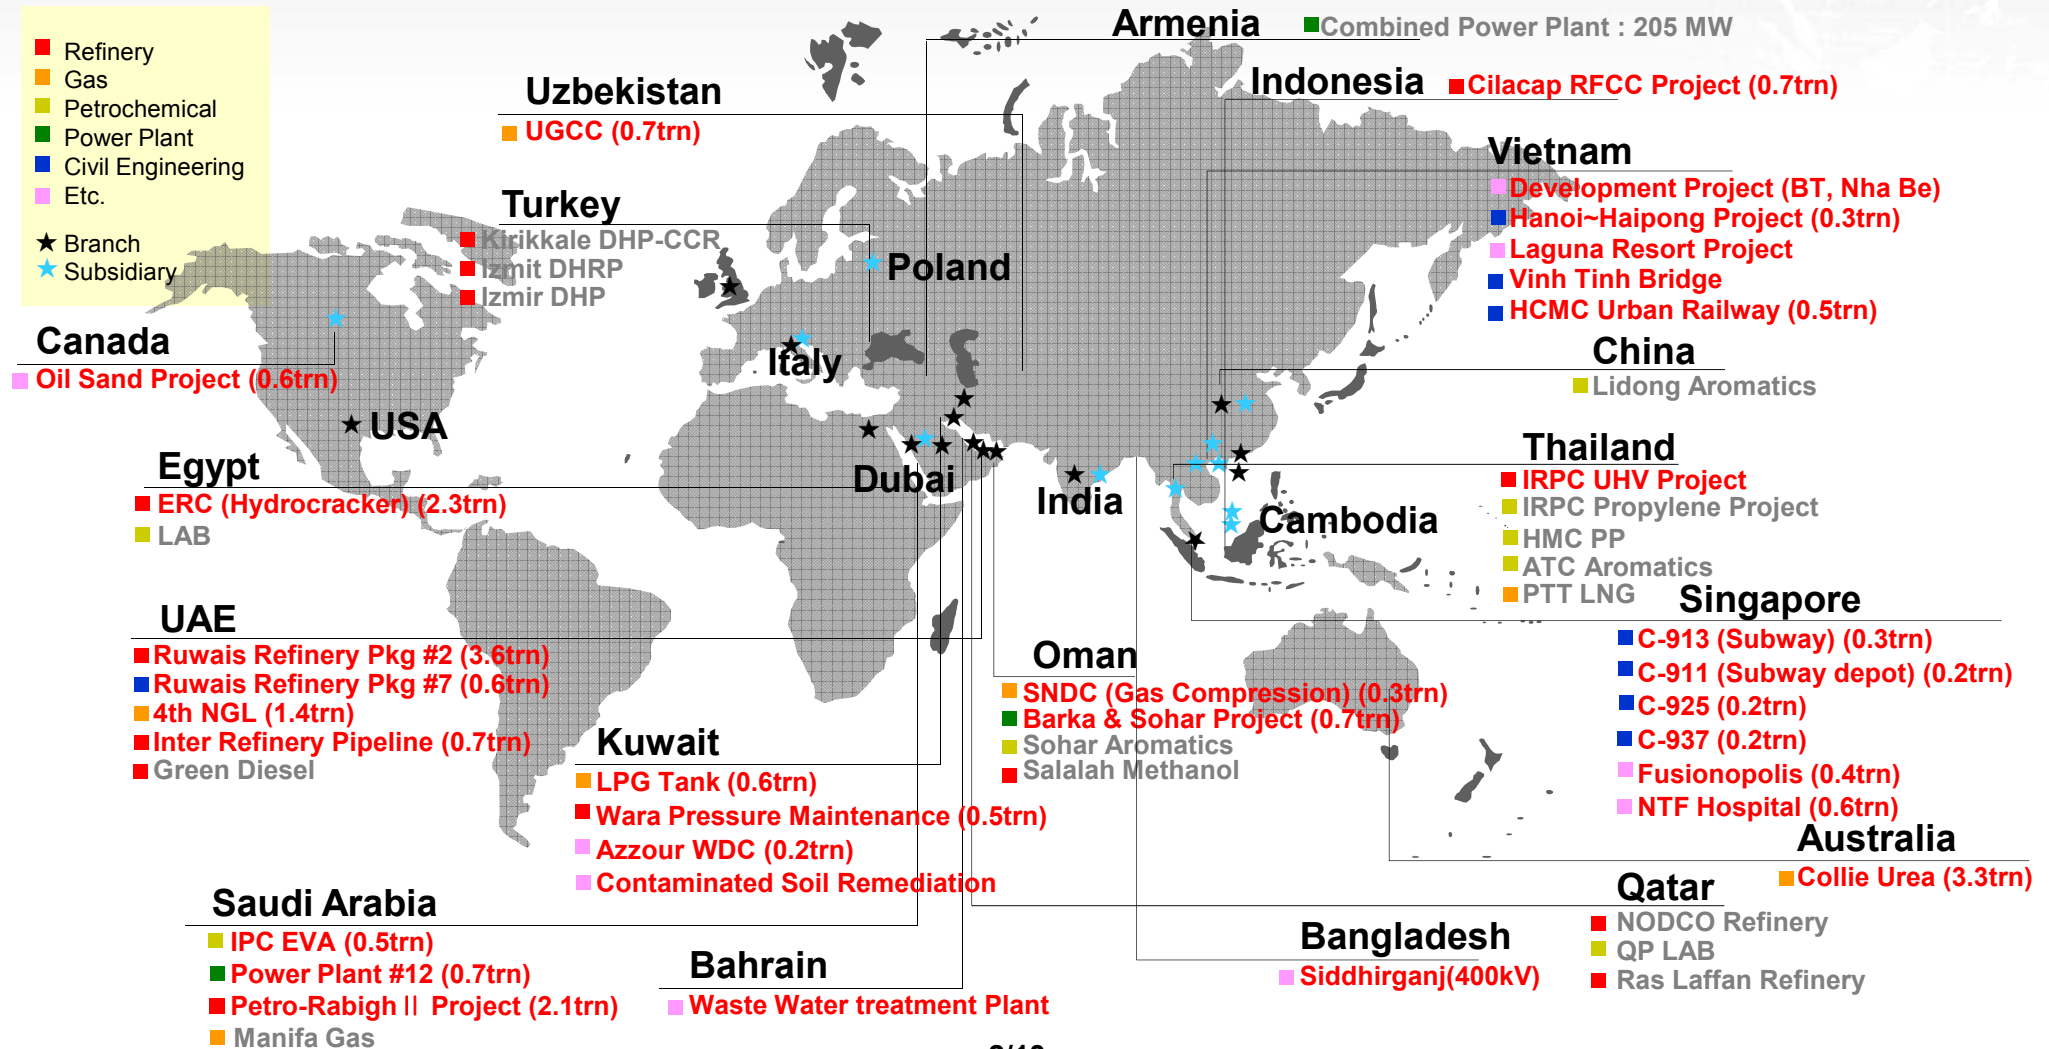 Refinery
Gas
Petrochemical
Power Plant
Civil Engineering
Etc.
Branch
Subsidiary
Armenia
Combined Power Plant : 205 MW
Indonesia
Cilacap RFCC Project (0.7trn)
Uzbekistan
UGCC (0.7trn)
Vietnam
Development Project (BT, Nha Be)
Hanoi~Haipong Project (0.3trn)
Laguna Resort Project
Vinh Tinh Bridge
HCMC Urban Railway (0.5trn)
Turkey
Kirikkale DHP-CCR
Izmit DHRP
Izmir DHP
Poland
Canada
Oil Sand Project (0.6trn)
Italy
China
Lidong Aromatics
USA
Egypt
ERC (Hydrocracker) (2.3trn)
LAB
Dubai
India
Cambodia
Thailand
IRPC UHV Project
IRPC Propylene Project
HMC PP
ATC Aromatics
PTT LNG
Singapore
C-913 (Subway) (0.3trn)
C-911 (Subway depot) (0.2trn)
C-925 (0.2trn)
C-937 (0.2trn)
Fusionopolis (0.4trn)
NTF Hospital (0.6trn)
UAE
Ruwais Refinery Pkg #2 (3.6trn)
Ruwais Refinery Pkg #7 (0.6trn)
4th NGL (1.4trn)
Inter Refinery Pipeline (0.7trn)
Green Diesel
Oman
SNDC (Gas Compression) (0.3trn)
Barka & Sohar Project (0.7trn)
Sohar Aromatics
Salalah Methanol
Kuwait
LPG Tank (0.6trn)
Wara Pressure Maintenance (0.5trn)
Azzour WDC (0.2trn)
Contaminated Soil Remediation
Australia
Collie Urea (3.3trn)
Qatar
NODCO Refinery
QP LAB
Ras Laffan Refinery
Saudi Arabia
IPC EVA (0.5trn)
Power Plant #12 (0.7trn)
Petro-Rabigh II Project (2.1trn)
Manifa Gas
Bahrain
Waste Water treatment Plant
Bangladesh
Siddhirganj(400kV)